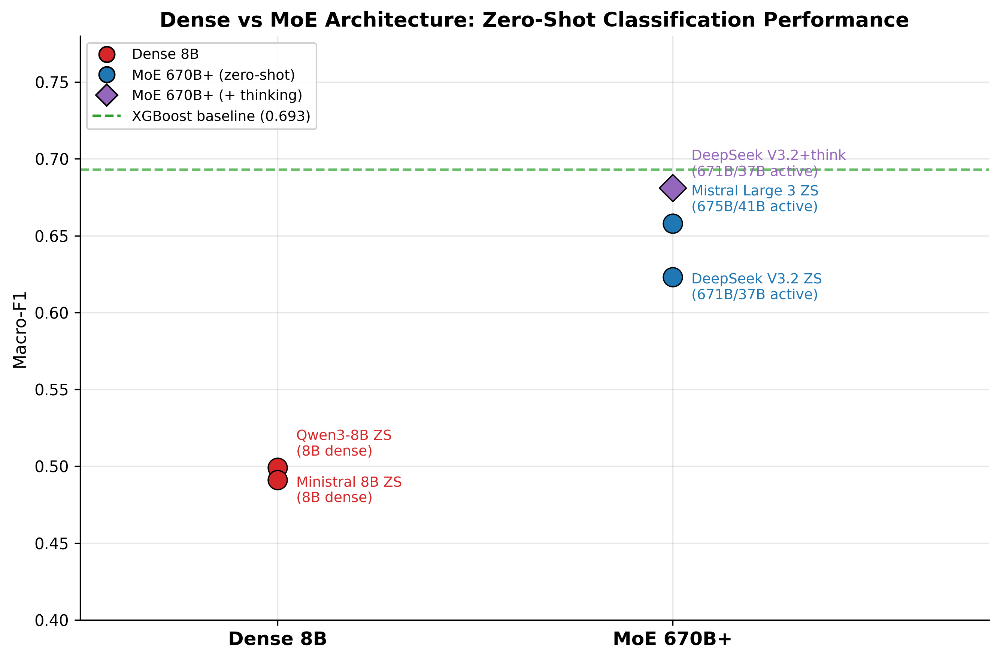 Dense vs MoE Architecture: Zero-Shot Classification Performance
Dense 8B
MoE 670B+ (zero-shot)
MoE 670B+ (+ thinking)
XGBoost baseline (0.693)
Macro-F1
0.75
0.70
0.65
0.60
0.55
0.50
0.45
0.40
DeepSeek V3.2+think
(671B/37B active)
Mistral Large 3 ZS
(675B/41B active)
DeepSeek V3.2 ZS
(671B/37B active)
Qwen3-8B ZS
(8B dense)
Ministral 8B ZS
(8B dense)
Dense 8B
MoE 670B+